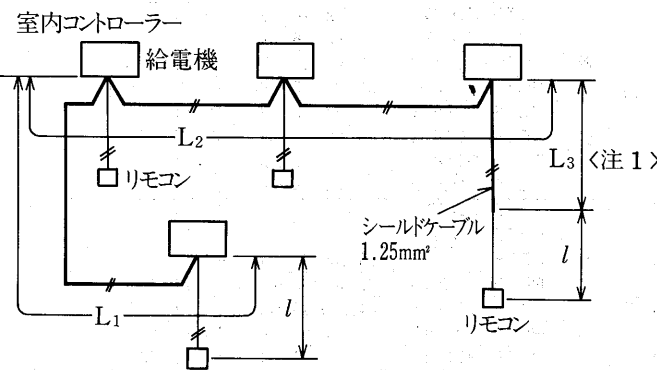 室内コントローラー
給電機
L₂
リモコン
L₃〈注1〉
シールドケーブル
1.25mm²
l
リモコン
L₁
l